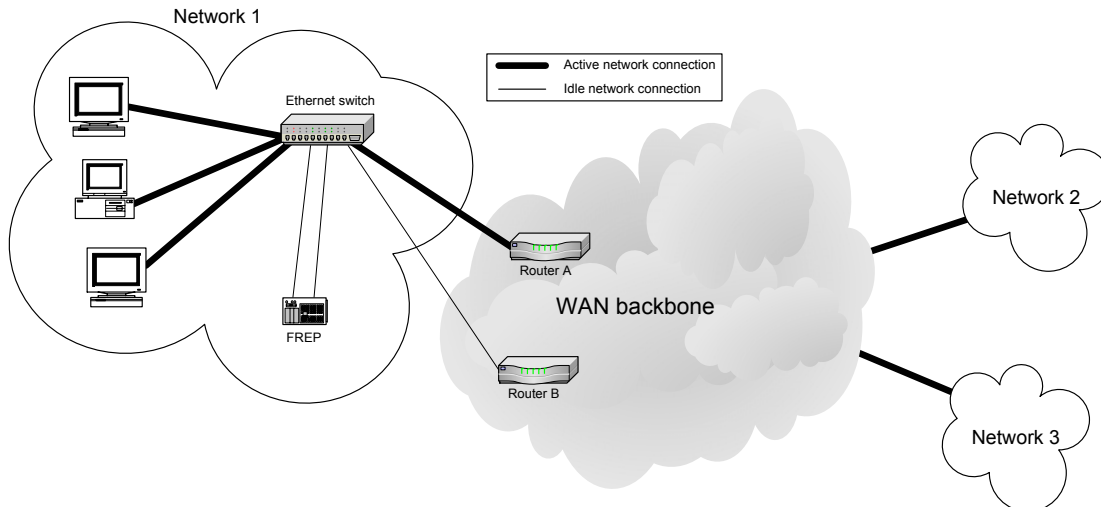 Network 1
Active network connection
Idle network connection
Ethernet switch
Network 2
Router A
WAN backbone
FREP
Router B
Network 3